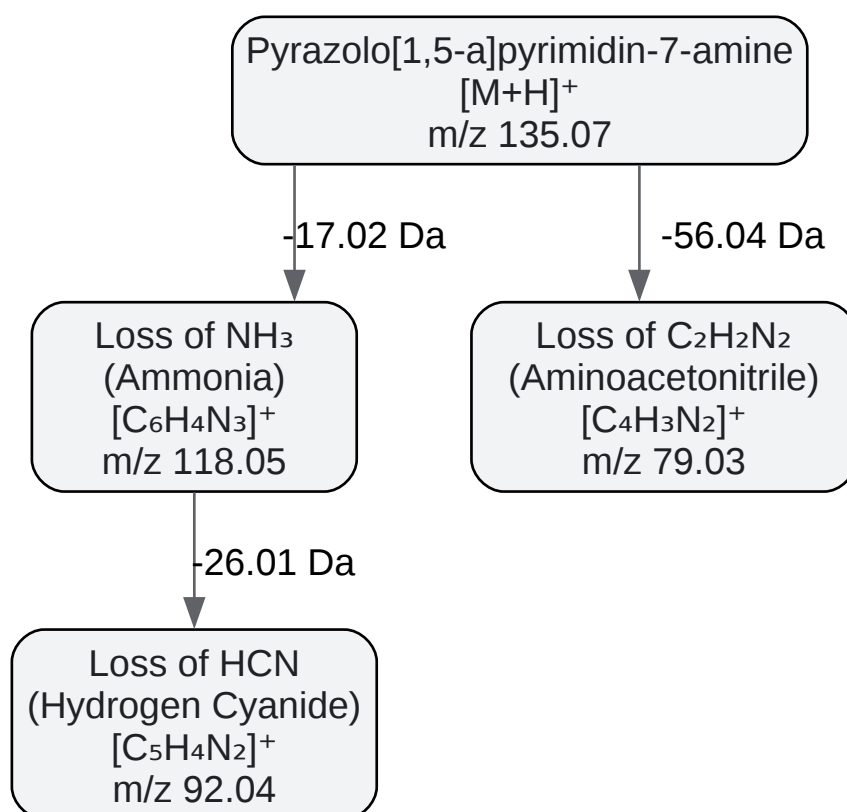 Pyrazolo[1,5-a]pyrimidin-7-amine
[M+H]⁺
m/z 135.07
-17.02 Da
-56.04 Da
Loss of NH₃
(Ammonia)
[C₆H₄N₃]⁺
m/z 118.05
Loss of C₂H₂N₂
(Aminoacetonitrile)
[C₄H₃N₂]⁺
m/z 79.03
-26.01 Da
Loss of HCN
(Hydrogen Cyanide)
[C₅H₄N₂]⁺
m/z 92.04